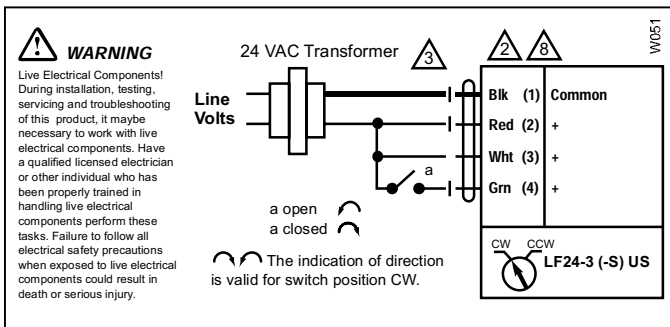 WARNING
Live Electrical Components!
During installation, testing,
servicing and troubleshooting
of this product, it maybe
necessary to work with live
electrical components. Have
a qualified licensed electrician
or other individual who has
been properly trained in
handling live electrical
components perform these
tasks. Failure to follow all
electrical safety precautions
when exposed to live electrical
components could result in
death or serious injury.
24 VAC Transformer
3
2
8
W051
Line
Volts
Blk (1) Common
Red (2) +
Wht (3) +
a
Grn (4) +
a open
a closed
The indication of direction
is valid for switch position CW.
CW CCW
LF24-3 (-S) US